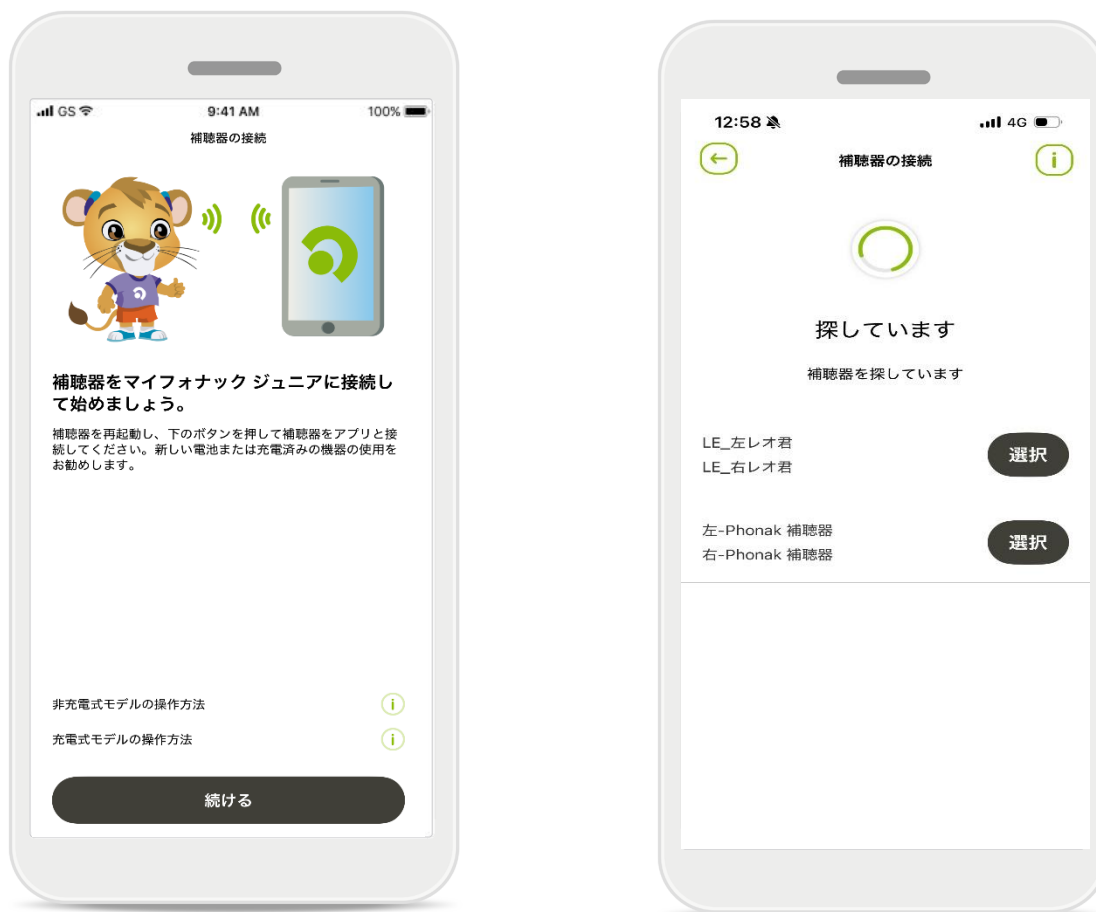 GS 9:41 AM 100%
補聴器の接続
補聴器をマイフォナック ジュニアに接続し
て始めましょう。
補聴器を再起動し、下のボタンを押して補聴器をアプリと接
続してください。新しい電池または充電済みの機器の使用を
お勧めします。
非充電式モデルの操作方法
充電式モデルの操作方法
続ける
12:58 4G
補聴器の接続
探しています
補聴器を探しています
LE_左レオ君
LE_右レオ君
選択
左-Phonak 補聴器
右-Phonak 補聴器
選択